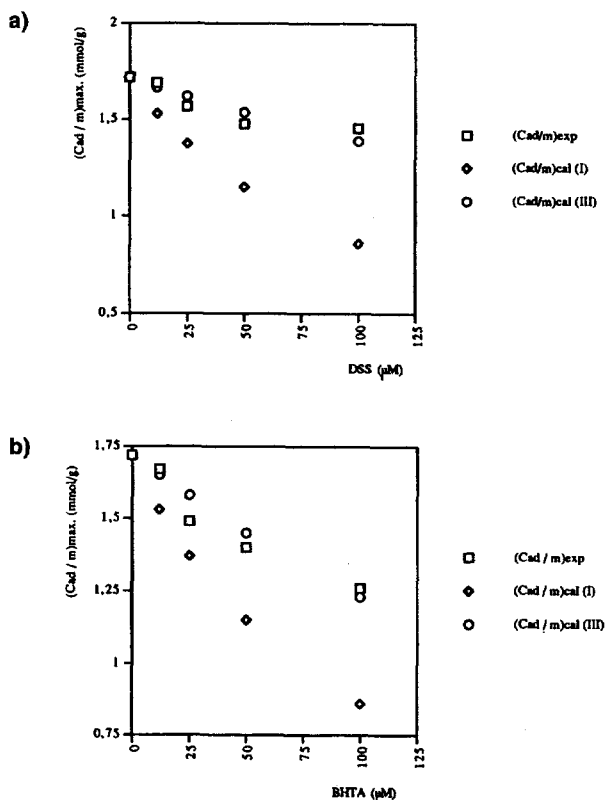 a)
(Cad / m)max. (mmol/g)
2
1,5
1
0,5
0
25
50
75
100
125
DSS (µM)
(Cad/m)exp
(Cad/m)cal (I)
(Cad/m)cal (III)
b)
(Cad / m)max. (mmol/g)
1,75
1,5
1,25
1
0,75
0
25
50
75
100
125
BHTA (µM)
(Cad / m)exp
(Cad / m)cal (I)
(Cad / m)cal (III)